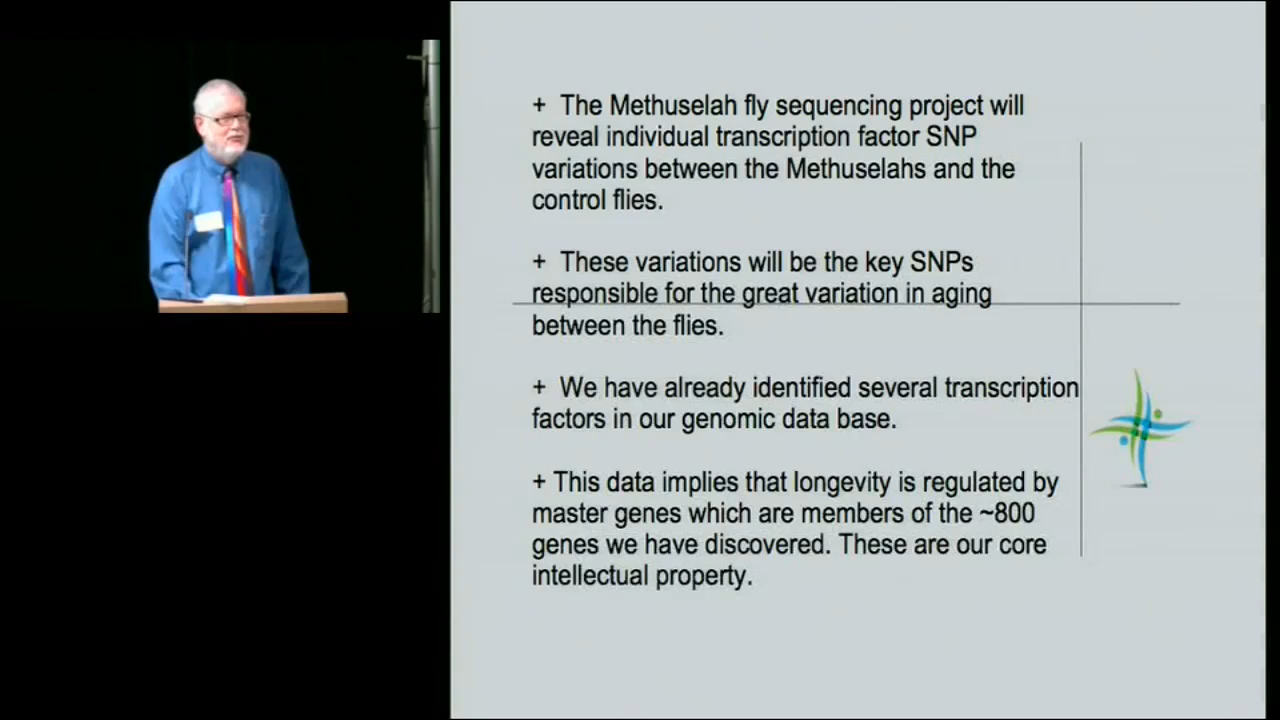 + The Methuselah fly sequencing project will
reveal individual transcription factor SNP
variations between the Methuselahs and the
control flies.
+ These variations will be the key SNPs
responsible for the great variation in aging
between the flies.
+ We have already identified several transcription
factors in our genomic data base.
+ This data implies that longevity is regulated by
master genes which are members of the ~800
genes we have discovered. These are our core
intellectual property.